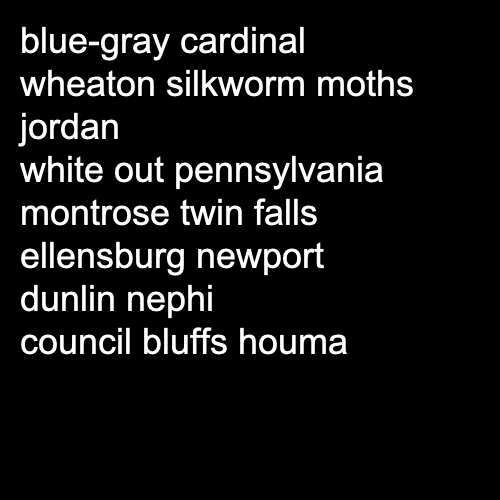 blue-gray cardinal
wheaton silkworm moths
jordan
white out pennsylvania
montrose twin falls
ellensburg newport
dunlin nephi
council bluffs houma